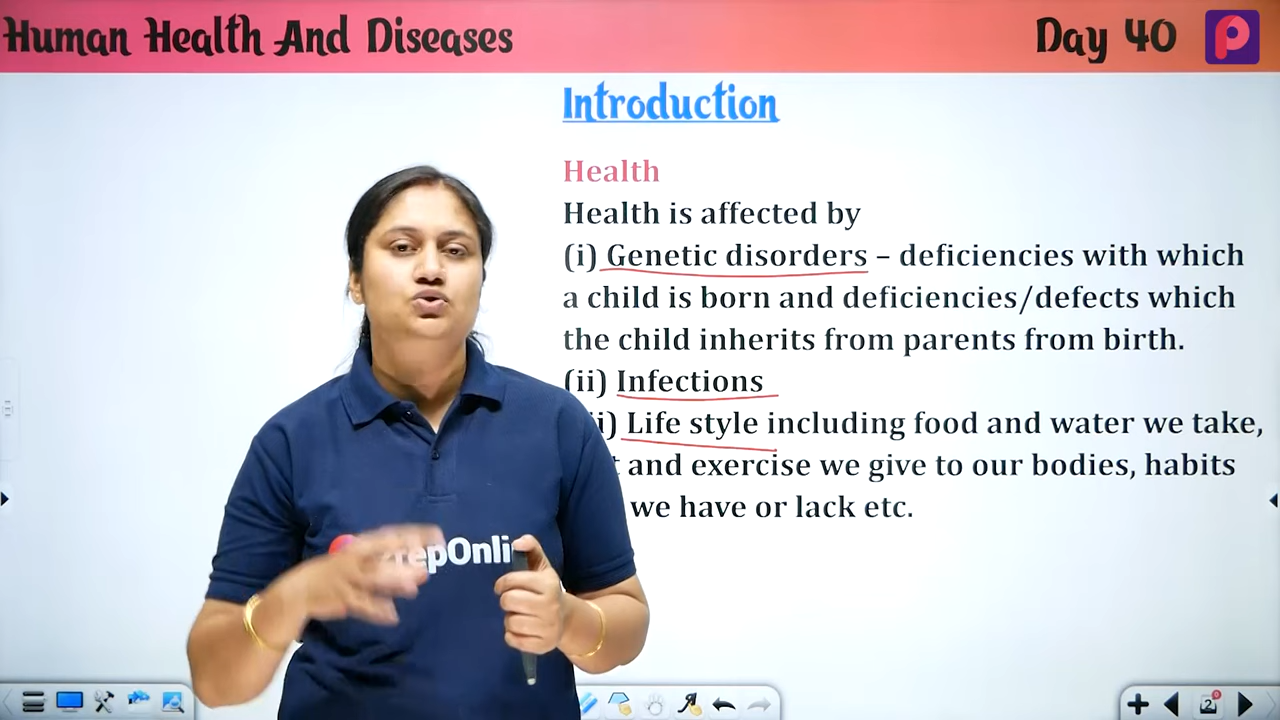 Human Health And Diseases
Day 40
Introduction
Health
Health is affected by
(i) Genetic disorders – deficiencies with which
a child is born and deficiencies/defects which
the child inherits from parents from birth.
(ii) Infections
i) Life style including food and water we take,
t and exercise we give to our bodies, habits
we have or lack etc.
repOnli
2